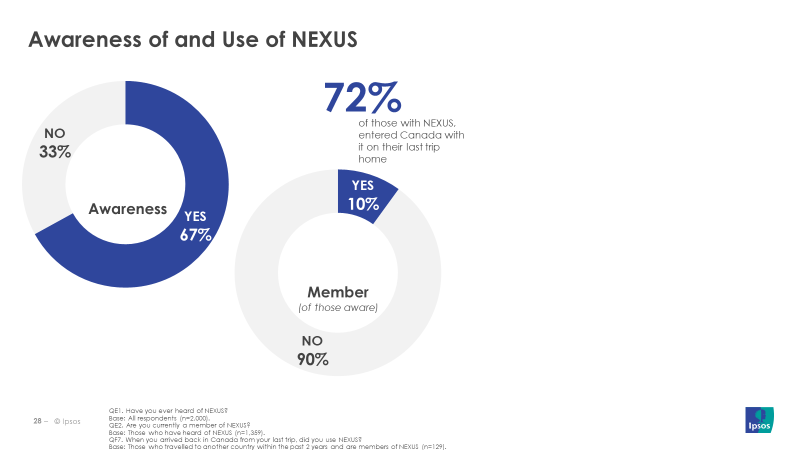 Awareness of and Use of NEXUS
72%
of those with NEXUS,
entered Canada with
it on their last trip
home
NO
33%
Awareness
YES
67%
YES
10%
Member
(of those aware)
NO
90%
28 – © Ipsos
QE1. Have you ever heard of NEXUS?
Base: All respondents (n=2,000).
QE2. Are you currently a member of NEXUS?
Base: Those who have heard of NEXUS (n=1,359).
QF7. When you arrived back in Canada from your last trip, did you use NEXUS?
Base: Those who travelled to another country within the past 2 years and are members of NEXUS (n=129).
Ipsos